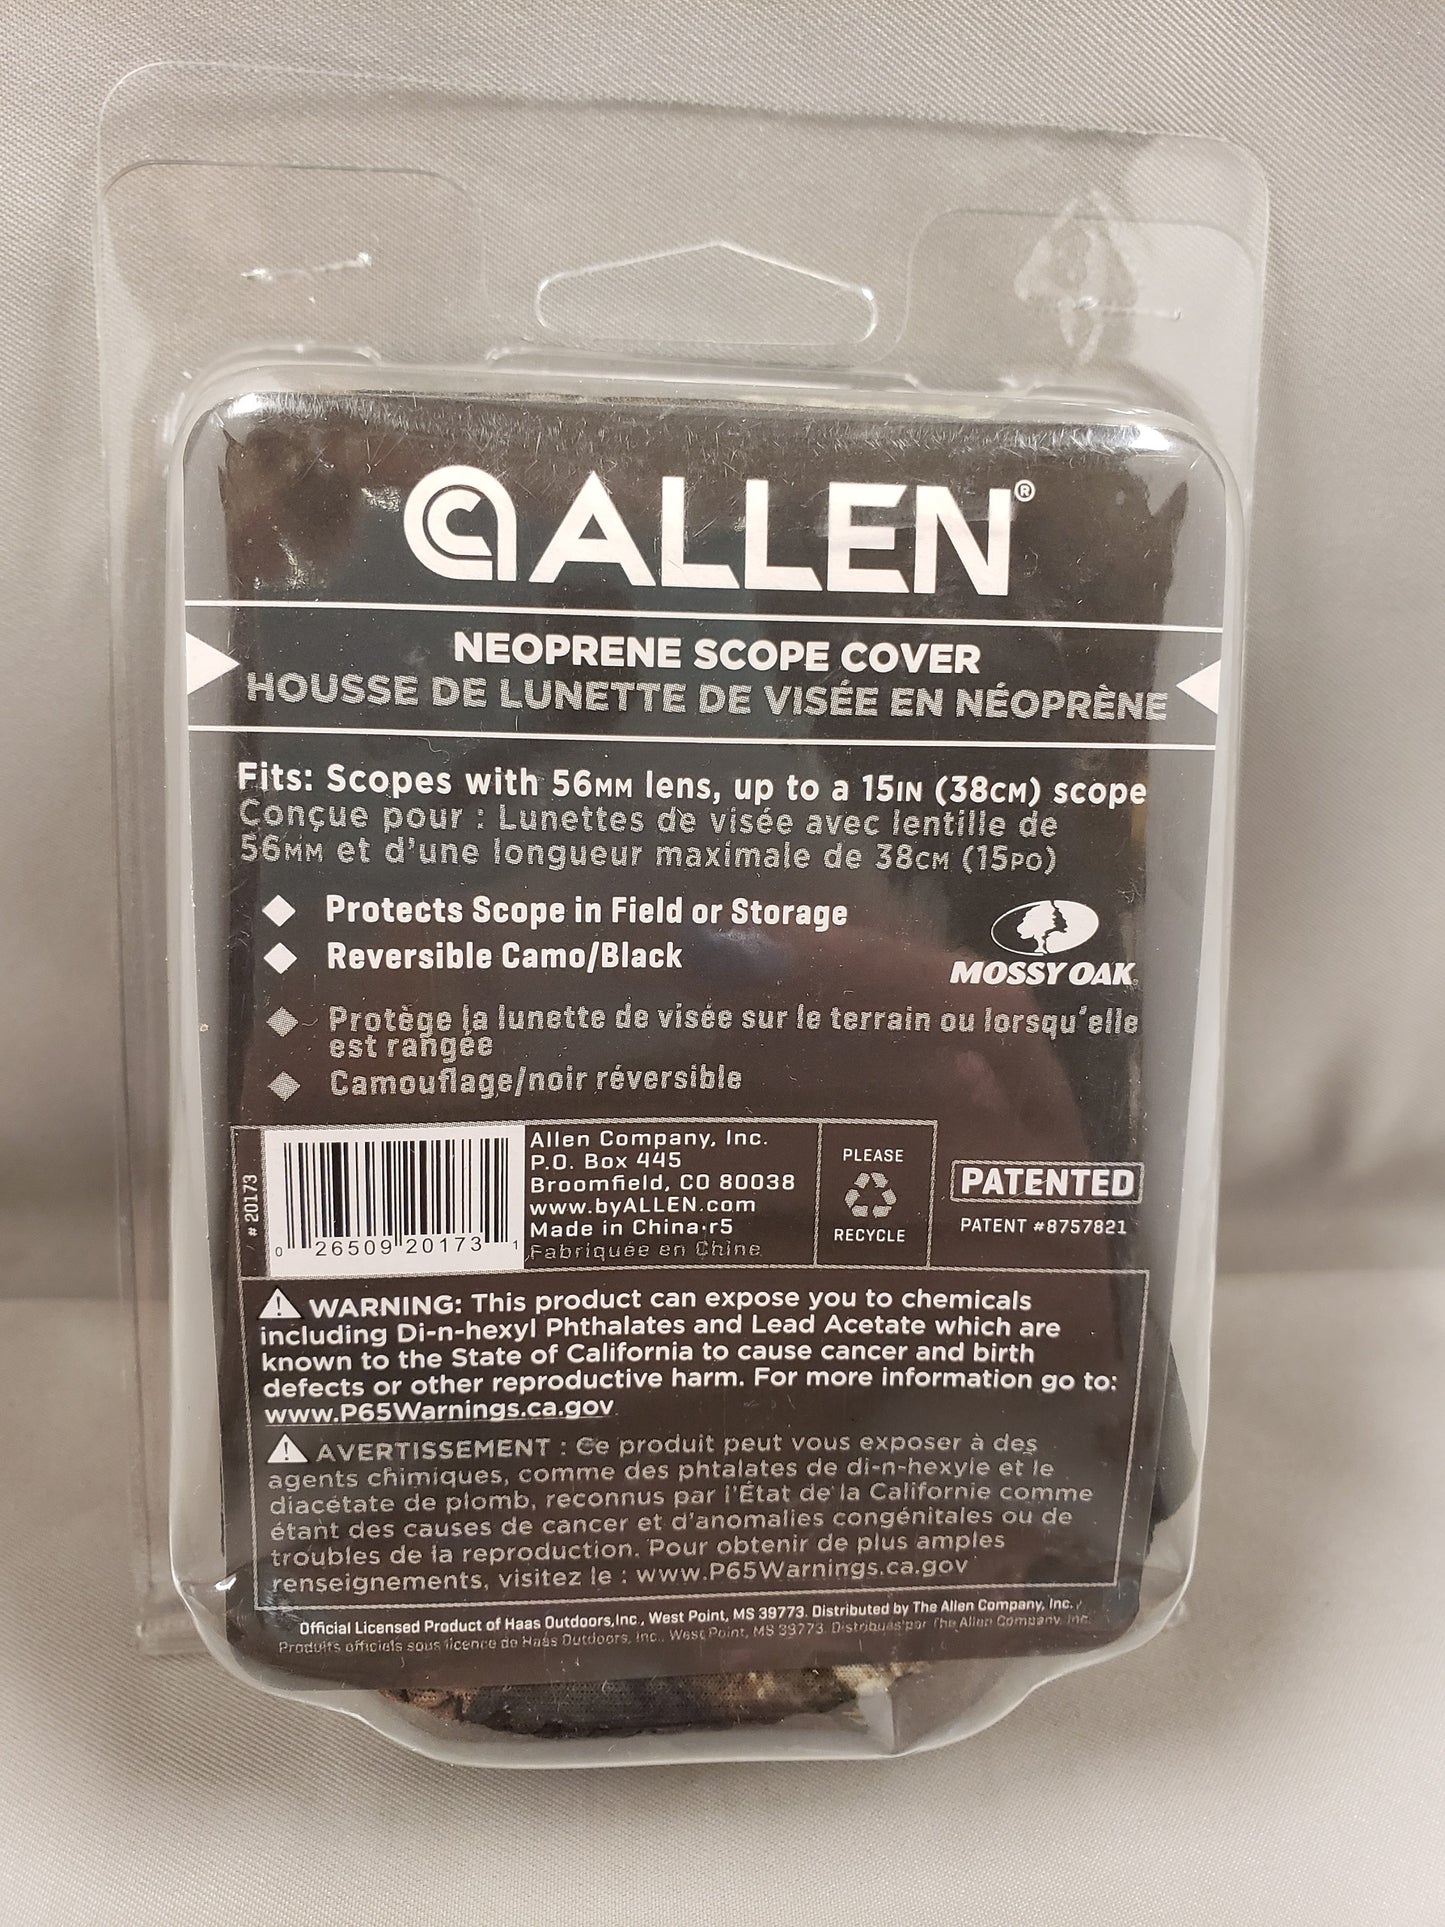 ALLEN®
NEOPRENE SCOPE COVER
HOUSSE DE LUNETTE DE VISÉE EN NÉOPRÈNE
Fits: Scopes with 56MM lens, up to a 15IN (38CM) scope
Conçue pour : Lunettes de visée avec lentille de
56MM et d'une longueur maximale de 38CM (15PO)
Protects Scope in Field or Storage
Reversible Camo/Black
MOSSY OAK
Protège la lunette de visée sur le terrain ou lorsqu'elle
est rangée
Camouflage/noir réversible
# 20173
0 26509 20173 1
Allen Company, Inc.
P.O. Box 445
Broomfield, CO 80038
www.byALLEN.com
Made in China·r5
Fabriquée en Chine
PLEASE
RECYCLE
PATENTED
PATENT #8757821
WARNING: This product can expose you to chemicals
including Di-n-hexyl Phthalates and Lead Acetate which are
known to the State of California to cause cancer and birth
defects or other reproductive harm. For more information go to:
www.P65Warnings.ca.gov
AVERTISSEMENT : Ce produit peut vous exposer à des
agents chimiques, comme des phtalates de di-n-hexyle et le
diacétate de plomb, reconnus par l'État de la Californie comme
étant des causes de cancer et d'anomalies congénitales ou de
troubles de la reproduction. Pour obtenir de plus amples
renseignements, visitez le : www.P65Warnings.ca.gov
Official Licensed Product of Haas Outdoors,Inc., West Point, MS 39773. Distributed by The Allen Company, Inc.
Produits officiels sous licence de Haas Outdoors, Inc., West Point, MS 39773. Distribués par The Allen Company, Inc.